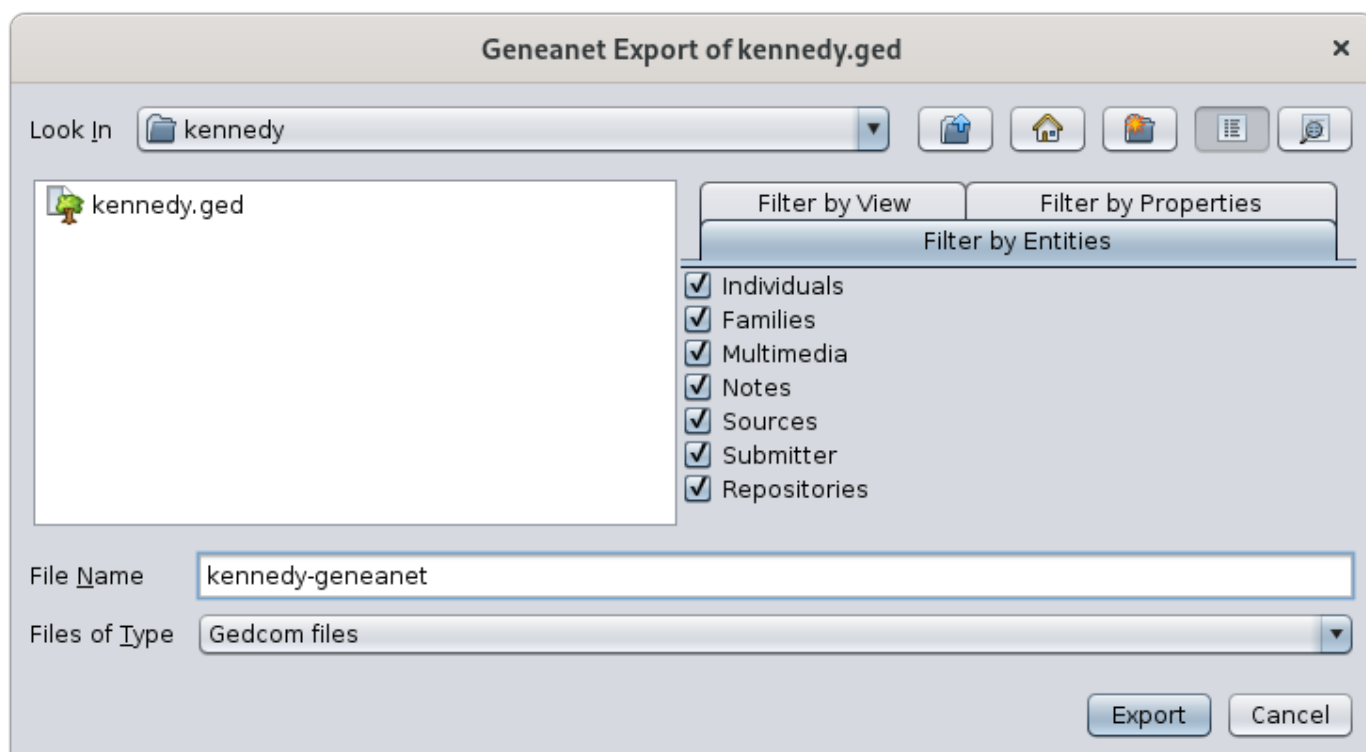 Geneanet Export of kennedy.ged
Look In kennedy
kennedy.ged
Filter by View Filter by Properties
Filter by Entities
Individuals
Families
Multimedia
Notes
Sources
Submitter
Repositories
File Name kennedy-geneanet
Files of Type Gedcom files
Export Cancel